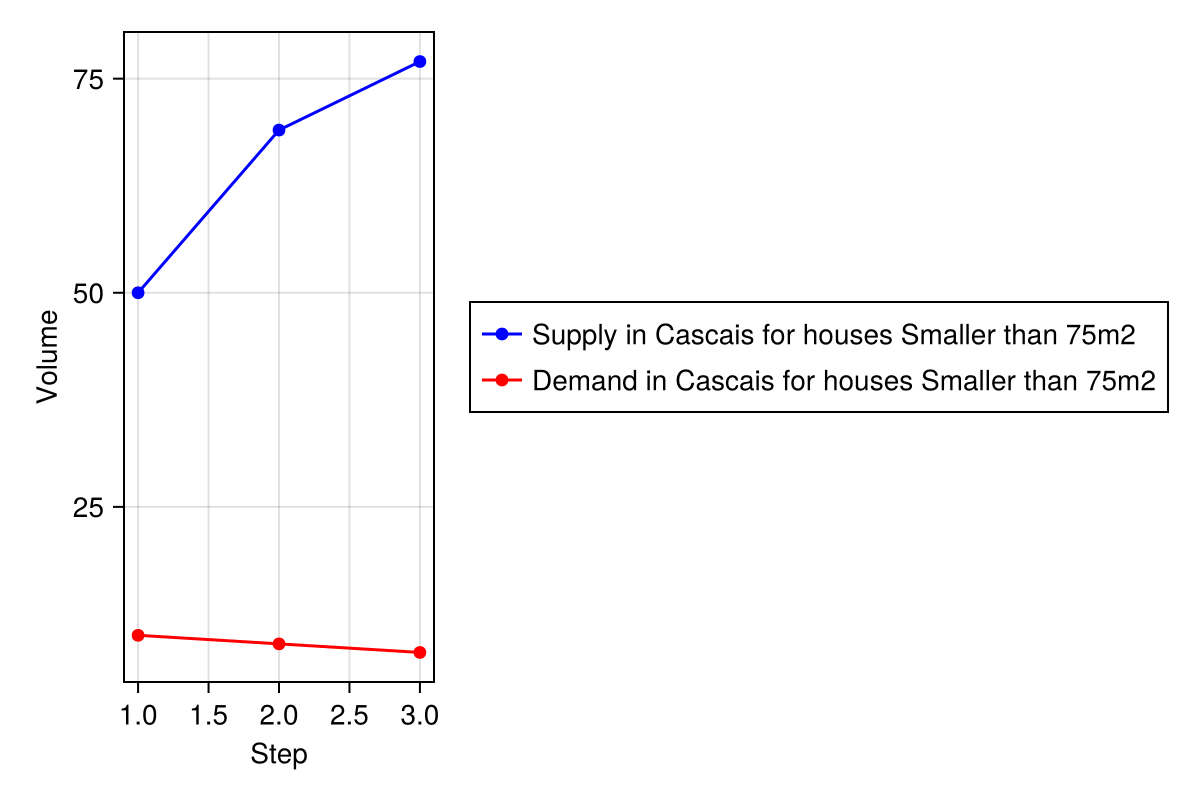 75
50
25
Volume
1.0 1.5 2.0 2.5 3.0
Step
Supply in Cascais for houses Smaller than 75m2
Demand in Cascais for houses Smaller than 75m2